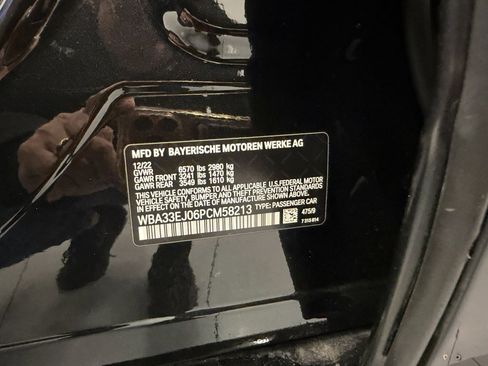 MFD BY BAYERISCHE MOTOREN WERKE AG
12/22
GVWR 6570 lbs 2980 kg
GAWR FRONT 3241 lbs 1470 kg
GAWR REAR 3549 lbs 1610 kg
THIS VEHICLE CONFORMS TO ALL APPLICABLE U.S.FEDERAL MOTOR
VEHICLE SAFETY, BUMPER AND THEFT PREVENTION STANDARDS
IN EFFECT ON THE DATE OF MANUFACTURE SHOWN ABOVE.
WBA33EJ06PCM58213 TYPE: PASSENGER CAR
475/9